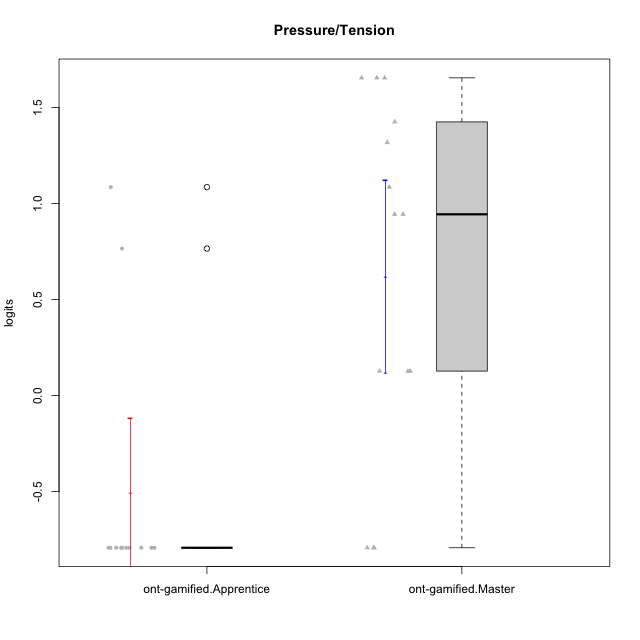 Pressure/Tension
logits
1.5
1.0
0.5
0.0
-0.5
ont-gamified.Apprentice
ont-gamified.Master